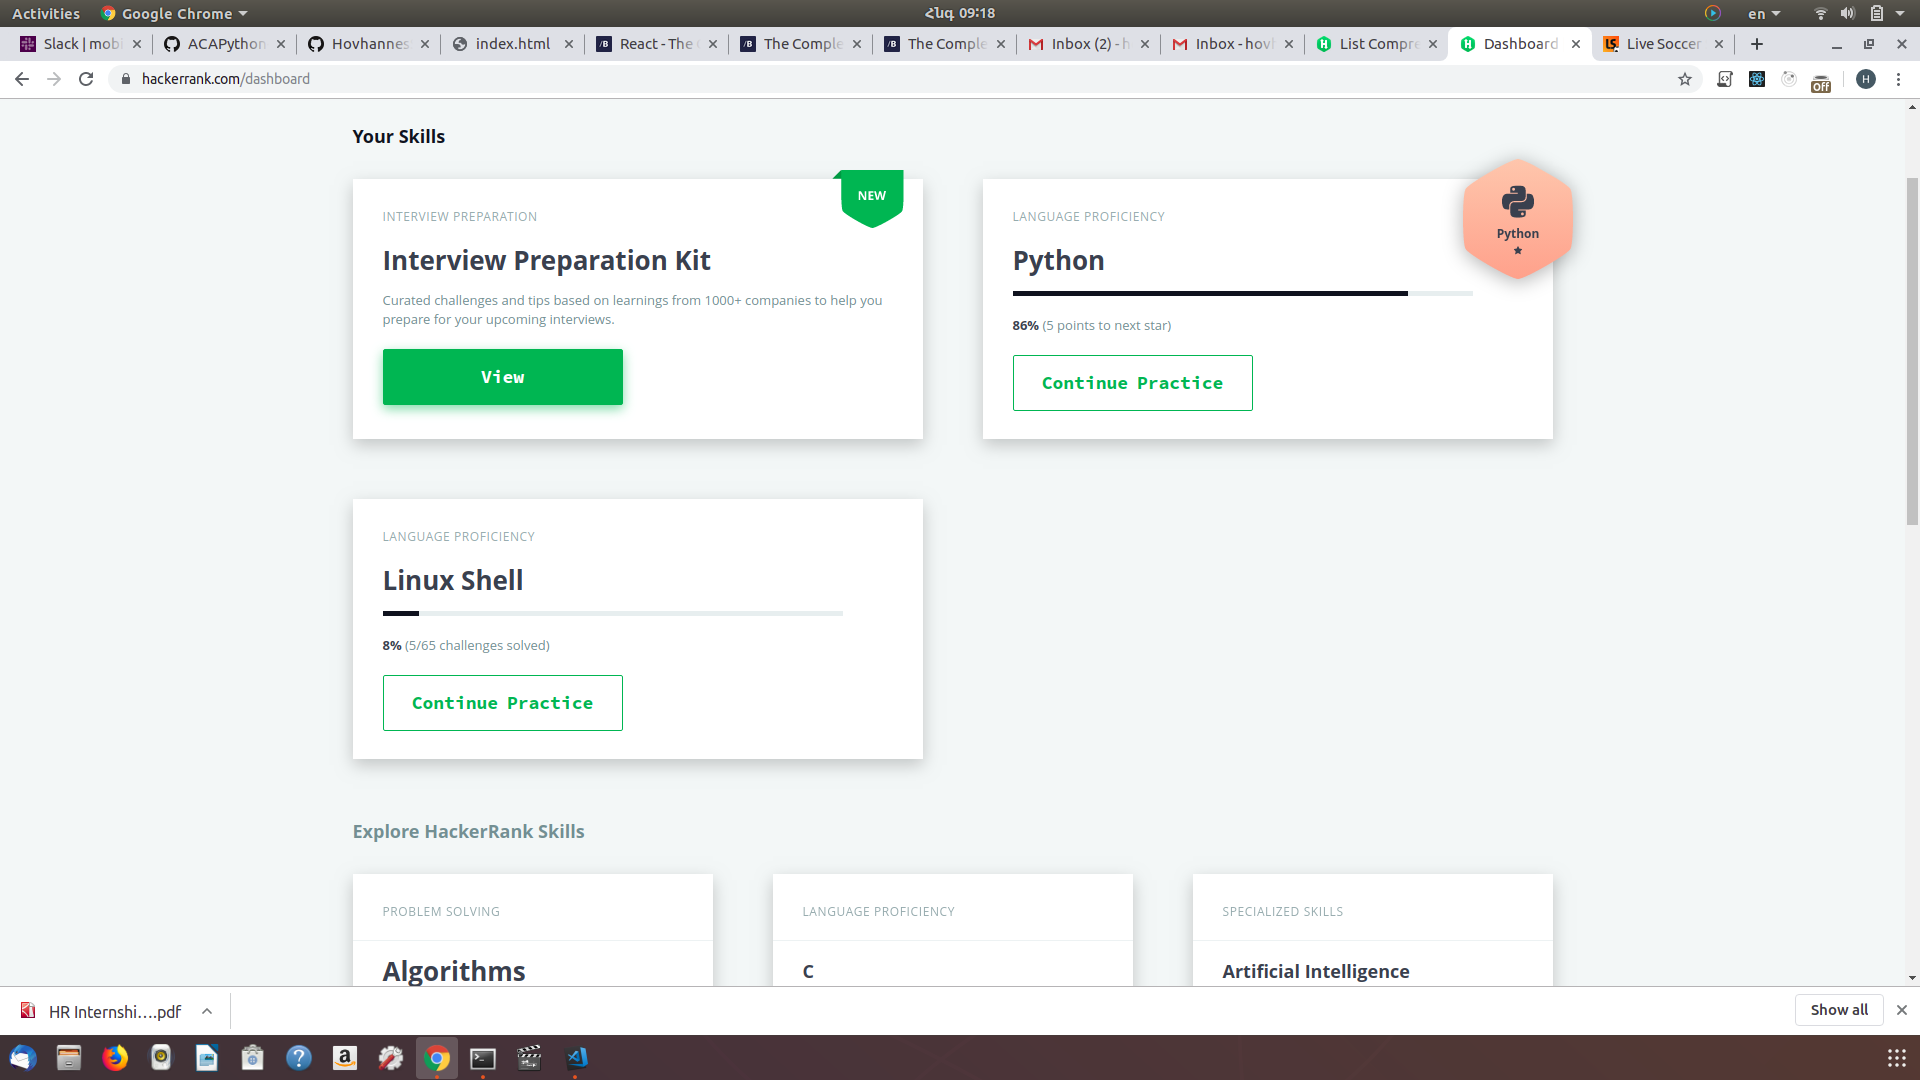 Activities
Google Chrome
Հնգ 09:18
en
Slack | mob
ACAPython
Hovhannes
index.html
React - The
The Comple
The Comple
Inbox (2) - h
Inbox - hov
List Compre
Dashboard
Live Soccer
hackerrank.com/dashboard
Off
H
Your Skills
NEW
INTERVIEW PREPARATION
Interview Preparation Kit
Curated challenges and tips based on learnings from 1000+ companies to help you
prepare for your upcoming interviews.
View
LANGUAGE PROFICIENCY
Python
Python
86% (5 points to next star)
Continue Practice
LANGUAGE PROFICIENCY
Linux Shell
8% (5/65 challenges solved)
Continue Practice
Explore HackerRank Skills
PROBLEM SOLVING
Algorithms
LANGUAGE PROFICIENCY
C
SPECIALIZED SKILLS
Artificial Intelligence
HR Internshi....pdf
Show all